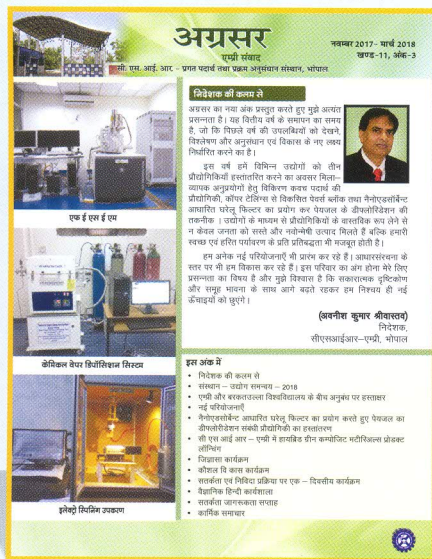 अग्रसर
एम्प्री संवाद
नवम्बर 2017– मार्च 2018
खण्ड-11, अंक-3
सी. एस. आई. आर. – प्रगत पदार्थ तथा प्रक्रम अनुसंधान संस्थान, भोपाल
एफ ई एस ई एम
केमिकल वेपर डिपोंसिशन सिस्टम
इलेक्ट्रो स्पिनिंग उपकरण
निदेशक की कलम से
अग्रसर का नया अंक प्रस्तुत करते हुए मुझे अत्यंत
प्रसन्नता है। यह वित्तीय वर्ष के समापन का समय
है, जो कि पिछले वर्ष की उपलब्धियों को देखने,
विश्लेषण और अनुसंधान एवं विकास के नए लक्ष्य
निर्धारित करने का है।
इस वर्ष हमें विभिन्न उद्योगों को तीन
प्रौद्योगिकियाँ हस्तांतरित करने का अवसर मिला–
व्यापक अनुप्रयोगों हेतु विकिरण कवच पदार्थ की
प्रौद्योगिकी, कॉपर टेलिंग्स से विकसित पेवर्स ब्लॉक तथा नैनोएडसॉर्बेन्ट
आधारित घरेलू फिल्टर का प्रयोग कर पेयजल के डीफ्लोरिडेशन की
तकनीक । उद्योगों के माध्यम से प्रौद्योगिकियों के वास्तविक रूप लेने से
न केवल जनता को सस्ते और नवोन्मेषी उत्पाद मिलते हैं बल्कि हमारी
स्वच्छ एवं हरित पर्यावरण के प्रति प्रतिबद्धता भी मजबूत होती है।
हम अनेक नई परियोजनाएँ भी प्रारंभ कर रहे हैं। आधारसंरचना के
स्तर पर भी हम विकास कर रहे हैं। इस परिवार का अंग होना मेरे लिए
प्रसन्नता का विषय है और मुझे विश्वास है कि सकारात्मक दृष्टिकोण
और समूह भावना के साथ आगे बढ़ते रहकर हम निश्चय ही नई
ऊँचाइयों को छुएंगे।
(अवनीश कुमार श्रीवास्तव)
निदेशक,
सीएसआईआर–एम्प्री, भोपाल
इस अंक में
• निदेशक की कलम से
• संस्थान – उद्योग समन्वय – 2018
• एम्प्री और बरकतउल्ला विश्वविद्यालय के बीच अनुबंध पर हस्ताक्षर
• नई परियोजनाएँ
• नैनोएडसॉर्बेन्ट आधारित घरेलू फिल्टर का प्रयोग करते हुए पेयजल का
डीफ्लोरीडेशन संबंधी प्रौद्योगिकी का हस्तातरण
• सी एस आई आर – एम्प्री में हायब्रिड ग्रीन कम्पोजिट मटीरिअल्स प्रोडक्ट
लॉन्चिंग
• जिज्ञासा कार्यक्रम
• कौशल वि कास कार्यक्रम
• सतर्कता एवं निविदा प्रक्रिया पर एक – दिवसीय कार्यक्रम
• वैज्ञानिक हिन्दी कार्यशाला
• सतर्कता जागरूकता सप्ताह
• कार्मिक समाचार